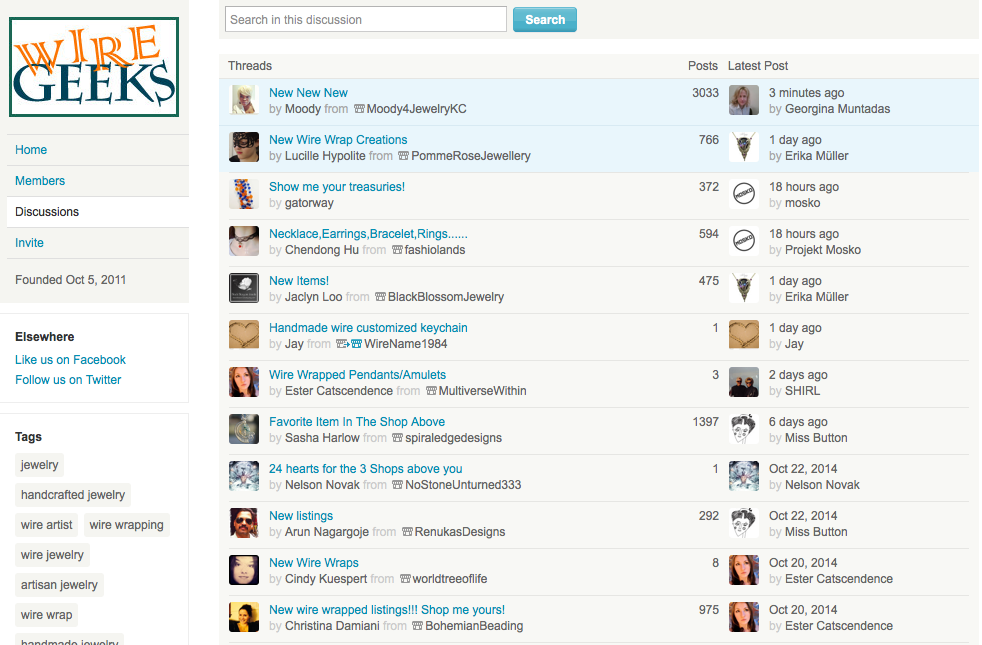 WIRE
GEEKS
Home
Members
Discussions
Invite
Founded Oct 5, 2011
Elsewhere
Like us on Facebook
Follow us on Twitter
Tags
jewelry
handcrafted jewelry
wire artist wire wrapping
wire jewelry
artisan jewelry
wire wrap
handmade jewelry
Search in this discussion Search
Threads Posts Latest Post
New New New 3033 3 minutes ago
by Moody from Moody4JewelryKC by Georgina Muntadas
New Wire Wrap Creations 766 1 day ago
by Lucille Hypolite from PommeRoseJewellery by Erika Müller
Show me your treasuries! 372 18 hours ago
by gatorway MOSKO by mosko
Necklace,Earrings,Bracelet,Rings...... 594 18 hours ago
by Chendong Hu from fashiolands MOSKO by Projekt Mosko
New Items! 475 1 day ago
by Jaclyn Loo from BlackBlossomJewelry by Erika Müller
Handmade wire customized keychain 1 1 day ago
by Jay from WireName1984 by Jay
Wire Wrapped Pendants/Amulets 3 2 days ago
by Ester Catscendence from MultiverseWithin by SHIRL
Favorite Item In The Shop Above 1397 6 days ago
by Sasha Harlow from spiraledgedesigns by Miss Button
24 hearts for the 3 Shops above you 1 Oct 22, 2014
by Nelson Novak from NoStoneUnturned333 by Nelson Novak
New listings 292 Oct 22, 2014
by Arun Nagargoje from RenukasDesigns by Miss Button
New Wire Wraps 8 Oct 20, 2014
by Cindy Kuespert from worldtreeoflife by Ester Catscendence
New wire wrapped listings!!! Shop me yours! 975 Oct 20, 2014
by Christina Damiani from BohemianBeading by Ester Catscendence